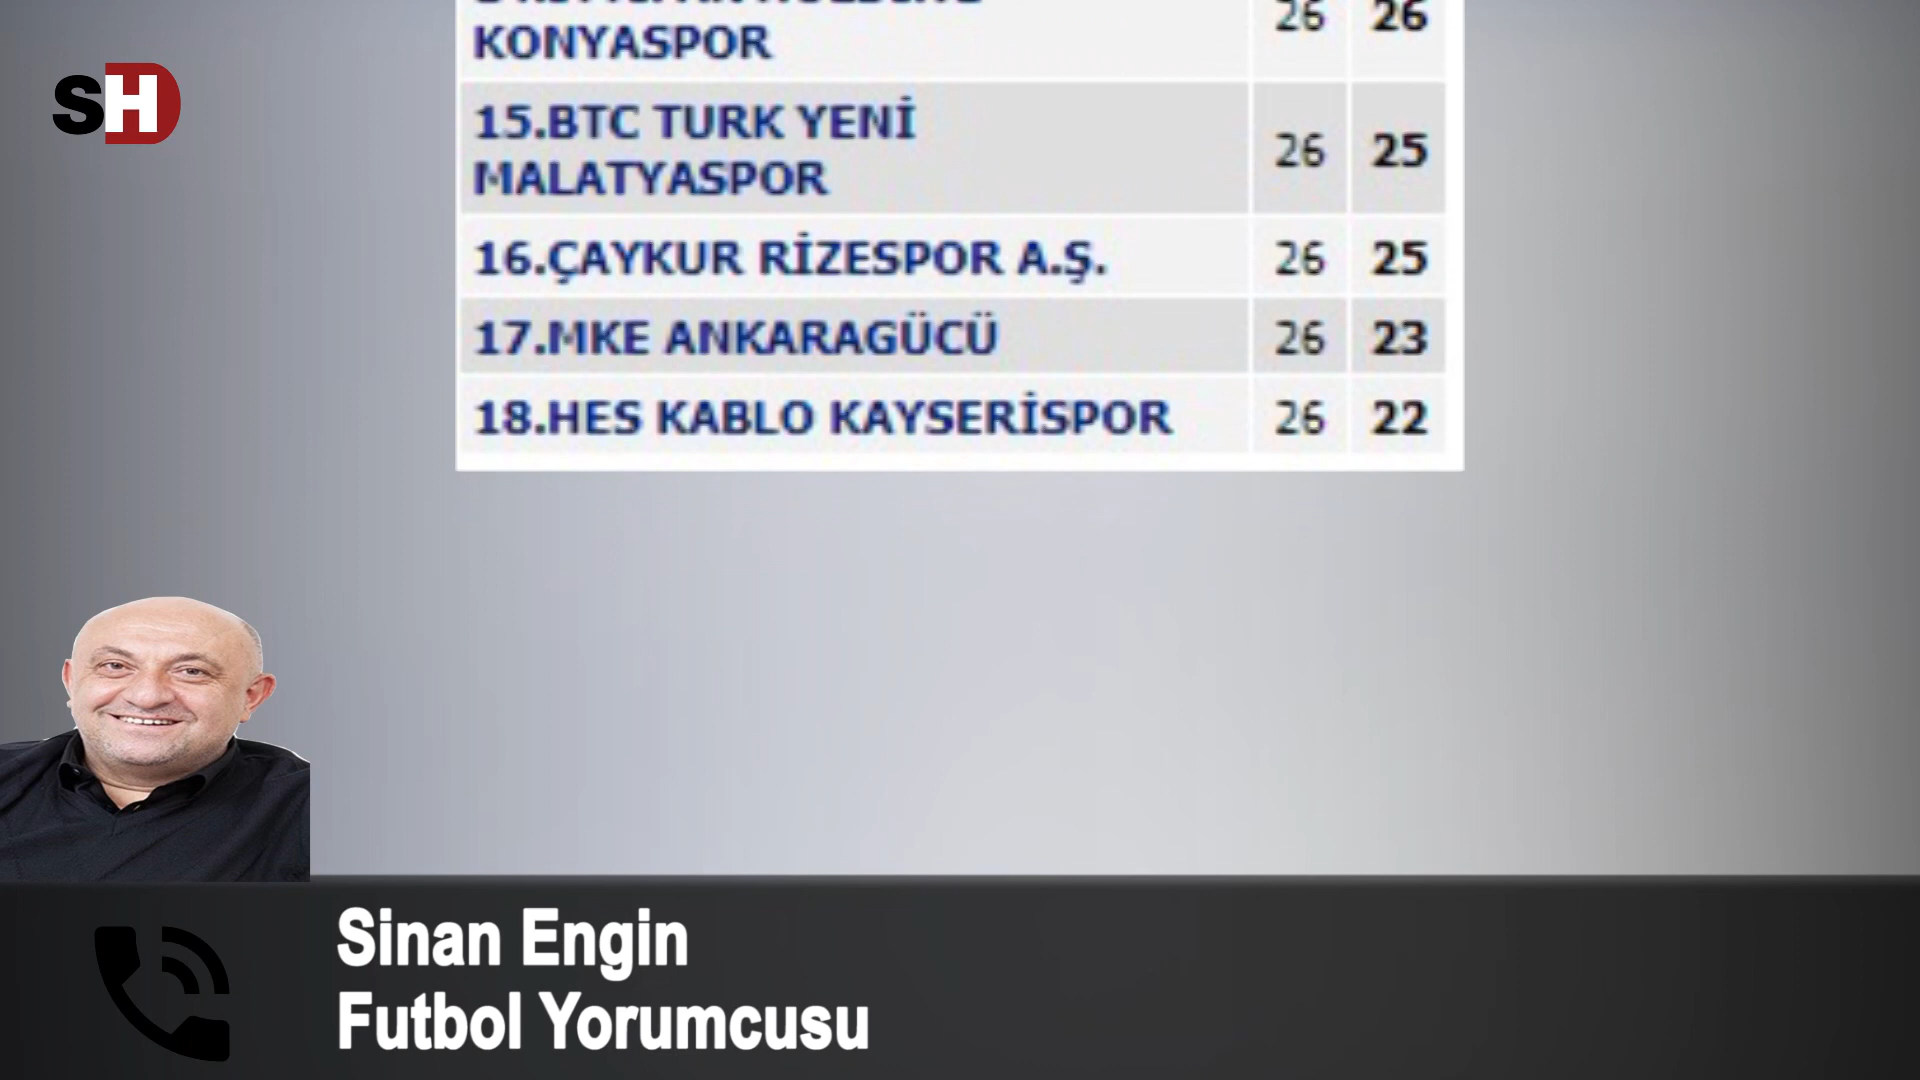 KONYASPOR 26 26
15.BTC TURK YENİ
MALATYASPOR 26 25
16.ÇAYKUR RİZESPOR A.Ş. 26 25
17.MKE ANKARAGÜCÜ 26 23
18.HES KABLO KAYSERİSPOR 26 22
SH
Sinan Engin
Futbol Yorumcusu